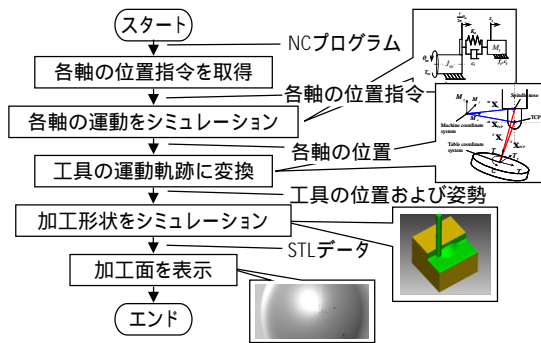 スタート
NCプログラム
各軸の位置指令を取得
各軸の位置指令
各軸の運動をシミュレーション
各軸の位置
工具の運動軌跡に変換
工具の位置および姿勢
加工形状をシミュレーション
STLデータ
加工面を表示
エンド
Spindle nose
TCP
Machine coordinate
system
Table coordinate
system